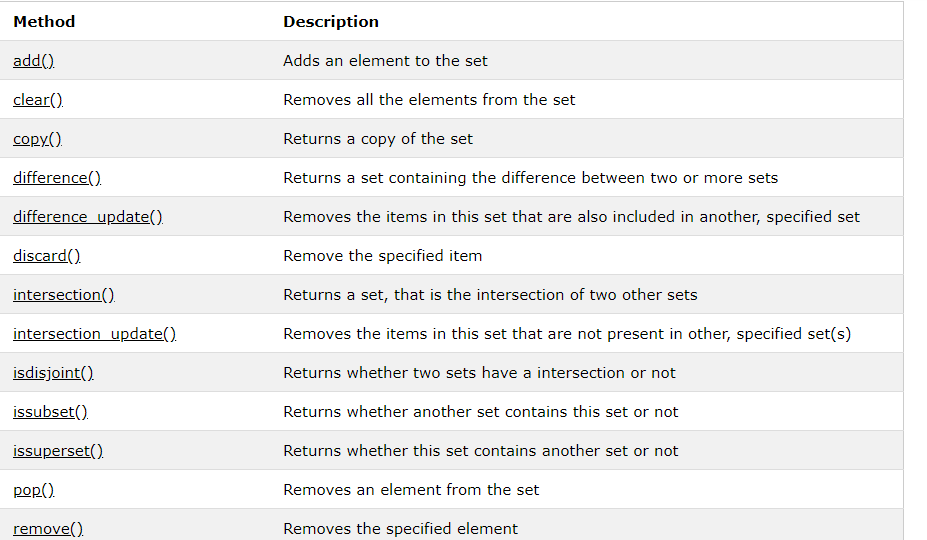 Method Description
add() Adds an element to the set
clear() Removes all the elements from the set
copy() Returns a copy of the set
difference() Returns a set containing the difference between two or more sets
difference_update() Removes the items in this set that are also included in another, specified set
discard() Remove the specified item
intersection() Returns a set, that is the intersection of two other sets
intersection_update() Removes the items in this set that are not present in other, specified set(s)
isdisjoint() Returns whether two sets have a intersection or not
issubset() Returns whether another set contains this set or not
issuperset() Returns whether this set contains another set or not
pop() Removes an element from the set
remove() Removes the specified element